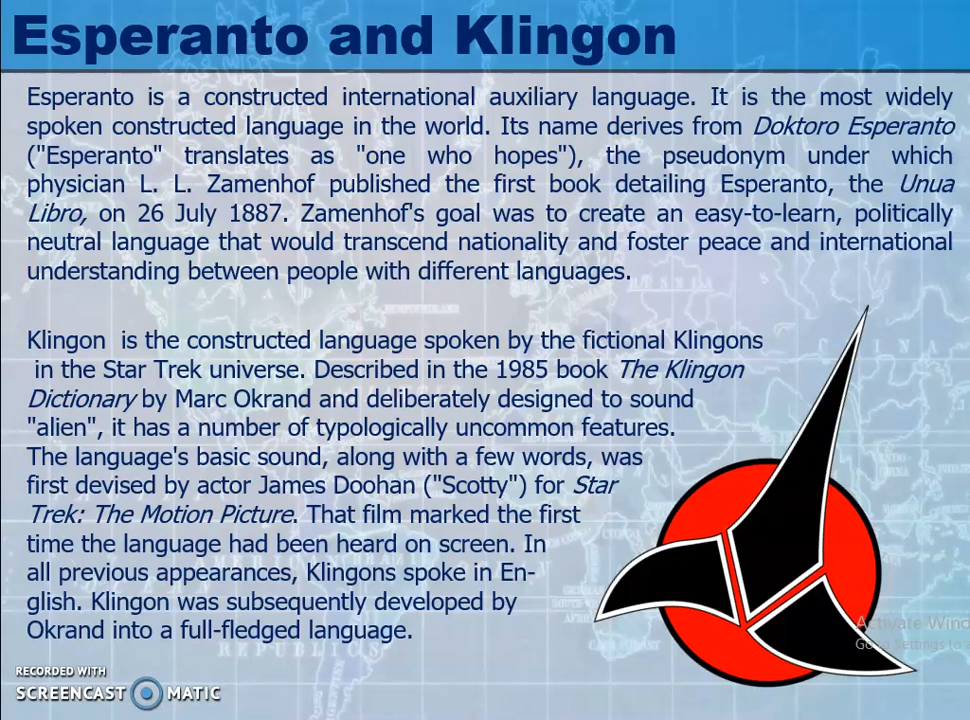 Esperanto and Klingon
Esperanto is a constructed international auxiliary language. It is the most widely
spoken constructed language in the world. Its name derives from Doktoro Esperanto
("Esperanto" translates as "one who hopes"), the pseudonym under which
physician L. L. Zamenhof published the first book detailing Esperanto, the Unua
Libro, on 26 July 1887. Zamenhof's goal was to create an easy-to-learn, politically
neutral language that would transcend nationality and foster peace and international
understanding between people with different languages.
Klingon is the constructed language spoken by the fictional Klingons
in the Star Trek universe. Described in the 1985 book The Klingon
Dictionary by Marc Okrand and deliberately designed to sound
"alien", it has a number of typologically uncommon features.
The language's basic sound, along with a few words, was
first devised by actor James Doohan ("Scotty") for Star
Trek: The Motion Picture. That film marked the first
time the language had been heard on screen. In
all previous appearances, Klingons spoke in En-
glish. Klingon was subsequently developed by
Okrand into a full-fledged language.
Activate Wind
Go to Settings to a
RECORDED WITH
SCREENCAST MATIC